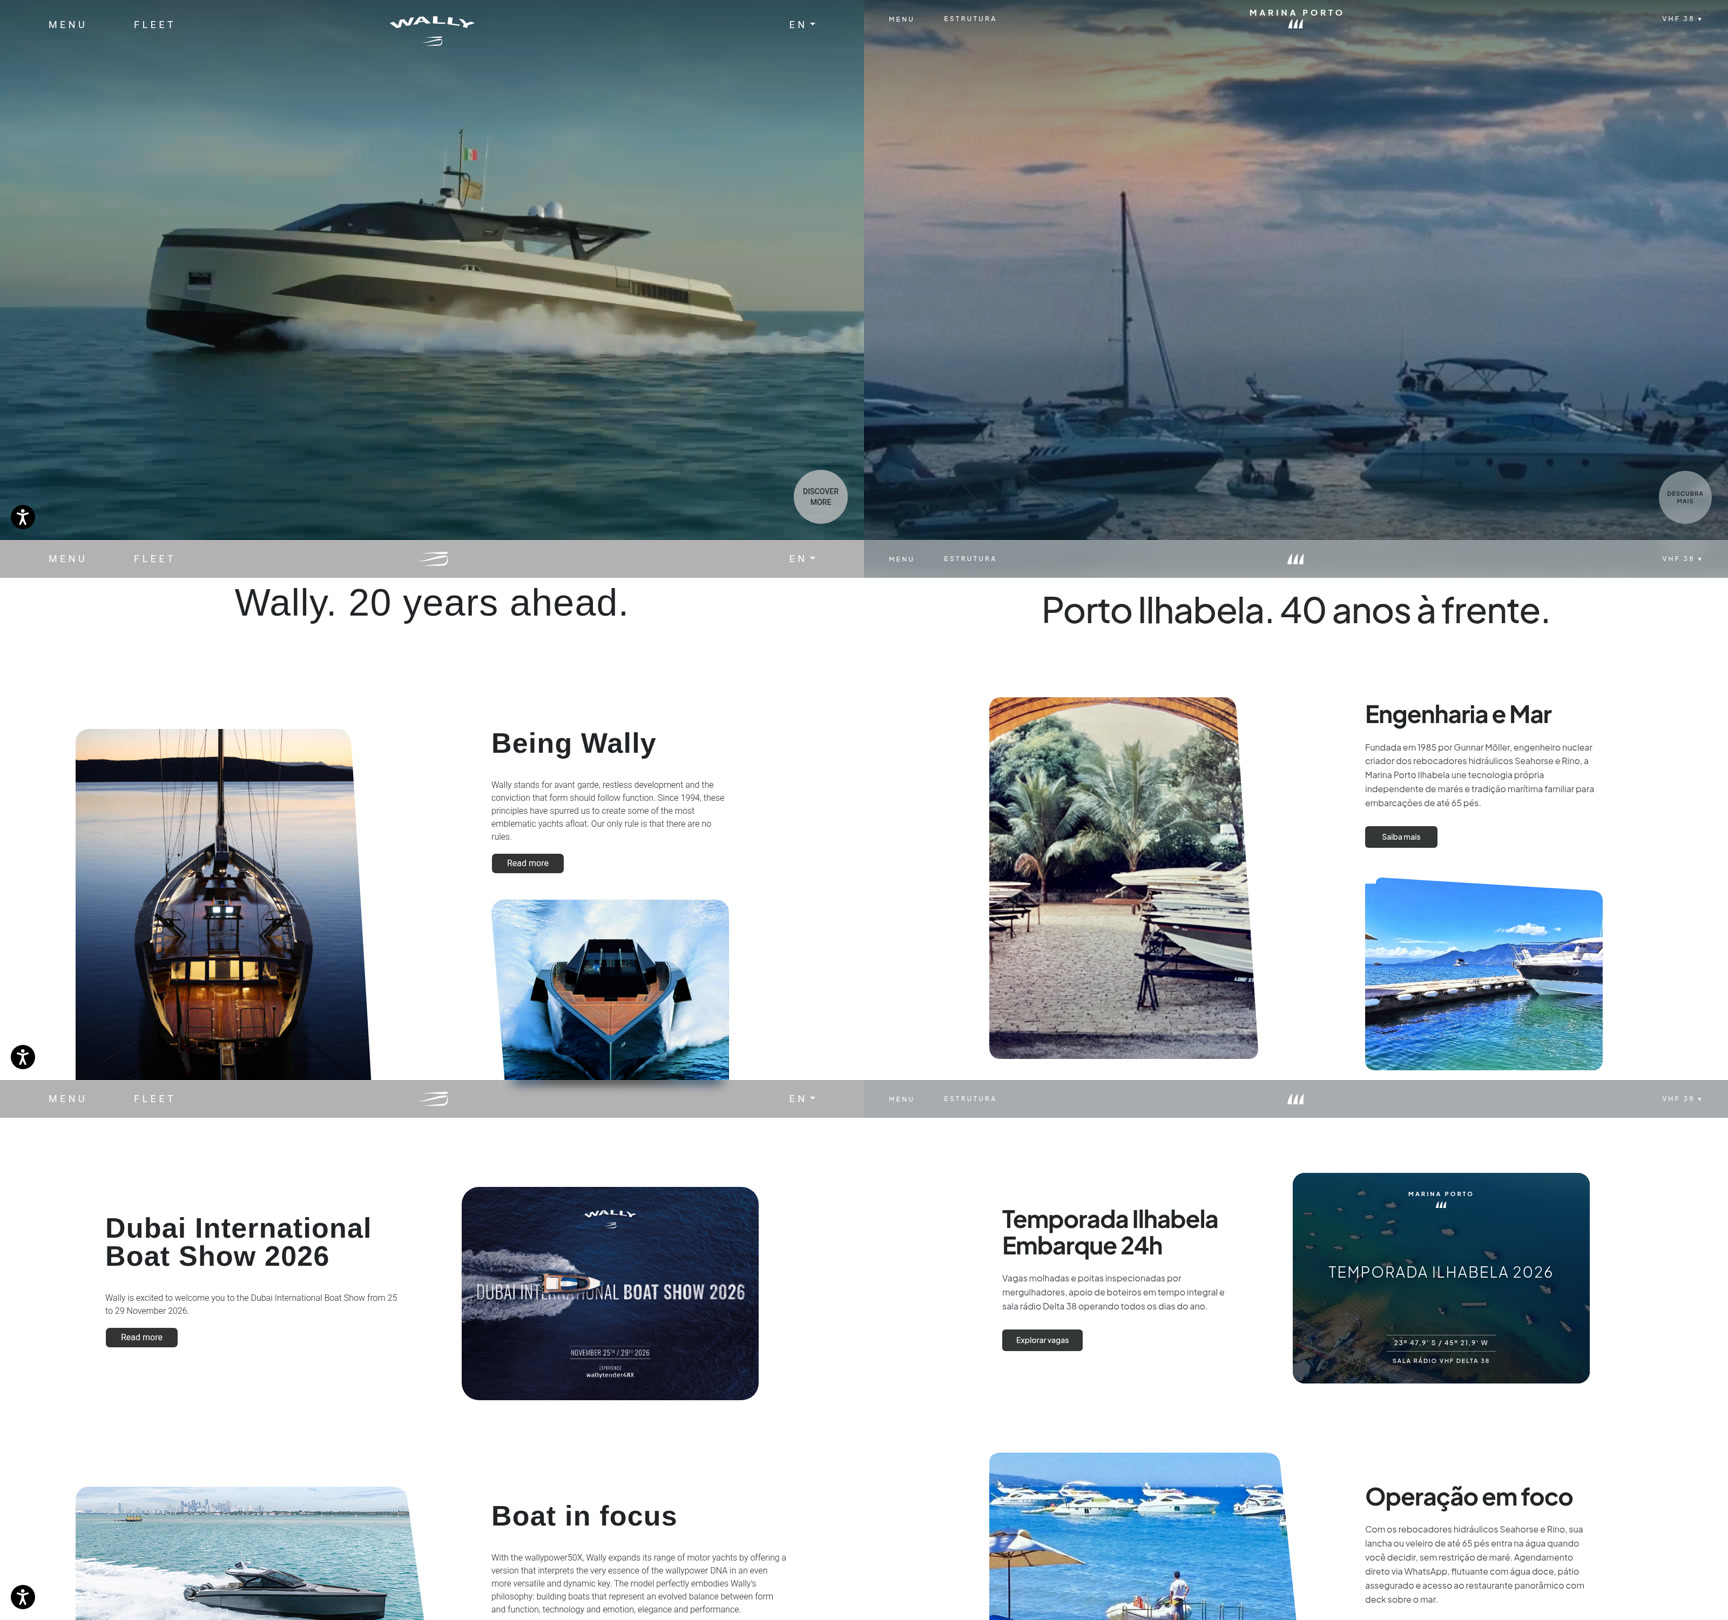 MENU
FLEET
WALLY
EN
DISCOVER
MORE
MENU
FLEET
EN
Wally. 20 years ahead.
Being Wally
Wally stands for avant garde, restless development and the
conviction that form should follow function. Since 1994, these
principles have spurred us to create some of the most
emblematic yachts afloat. Our only rule is that there are no
rules.
Read more
MENU
FLEET
EN
Dubai International
Boat Show 2026
Wally is excited to welcome you to the Dubai International Boat Show from 25
to 29 November 2026.
Read more
WALLY
DUBAI INTERNATIONAL BOAT SHOW 2026
NOVEMBER 25TH / 29TH 2026
EXPERIENCE
wallytender48X
Boat in focus
With the wallypower50X, Wally expands its range of motor yachts by offering a
version that interprets the very essence of the wallypower DNA in an even
more versatile and dynamic key. The model perfectly embodies Wally's
philosophy: building boats that represent an evolved balance between form
and function, technology and emotion, elegance and performance.
MENU
ESTRUTURA
MARINA PORTO
VHF 38
DESCUBRA
MAIS
MENU
ESTRUTURA
VHF 38
Porto Ilhabela. 40 anos à frente.
Engenharia e Mar
Fundada em 1985 por Gunnar Möller, engenheiro nuclear
criador dos rebocadores hidráulicos Seahorse e Rino, a
Marina Porto Ilhabela une tecnologia própria
independente de marés e tradição marítima familiar para
embarcações de até 65 pés.
Saiba mais
MENU
ESTRUTURA
VHF 38
Temporada Ilhabela
Embarque 24h
Vagas molhadas e poitas inspecionadas por
mergulhadores, apoio de boteiros em tempo integral e
sala rádio Delta 38 operando todos os dias do ano.
Explorar vagas
MARINA PORTO
TEMPORADA ILHABELA 2026
23º 47,9' S / 45º 21,9' W
SALA RÁDIO VHF DELTA 38
Operação em foco
Com os rebocadores hidráulicos Seahorse e Rino, sua
lancha ou veleiro de até 65 pés entra na água quando
você decidir, sem restrição de maré. Agendamento
direto via WhatsApp, flutuante com água doce, pátio
assegurado e acesso ao restaurante panorâmico com
deck sobre o mar.